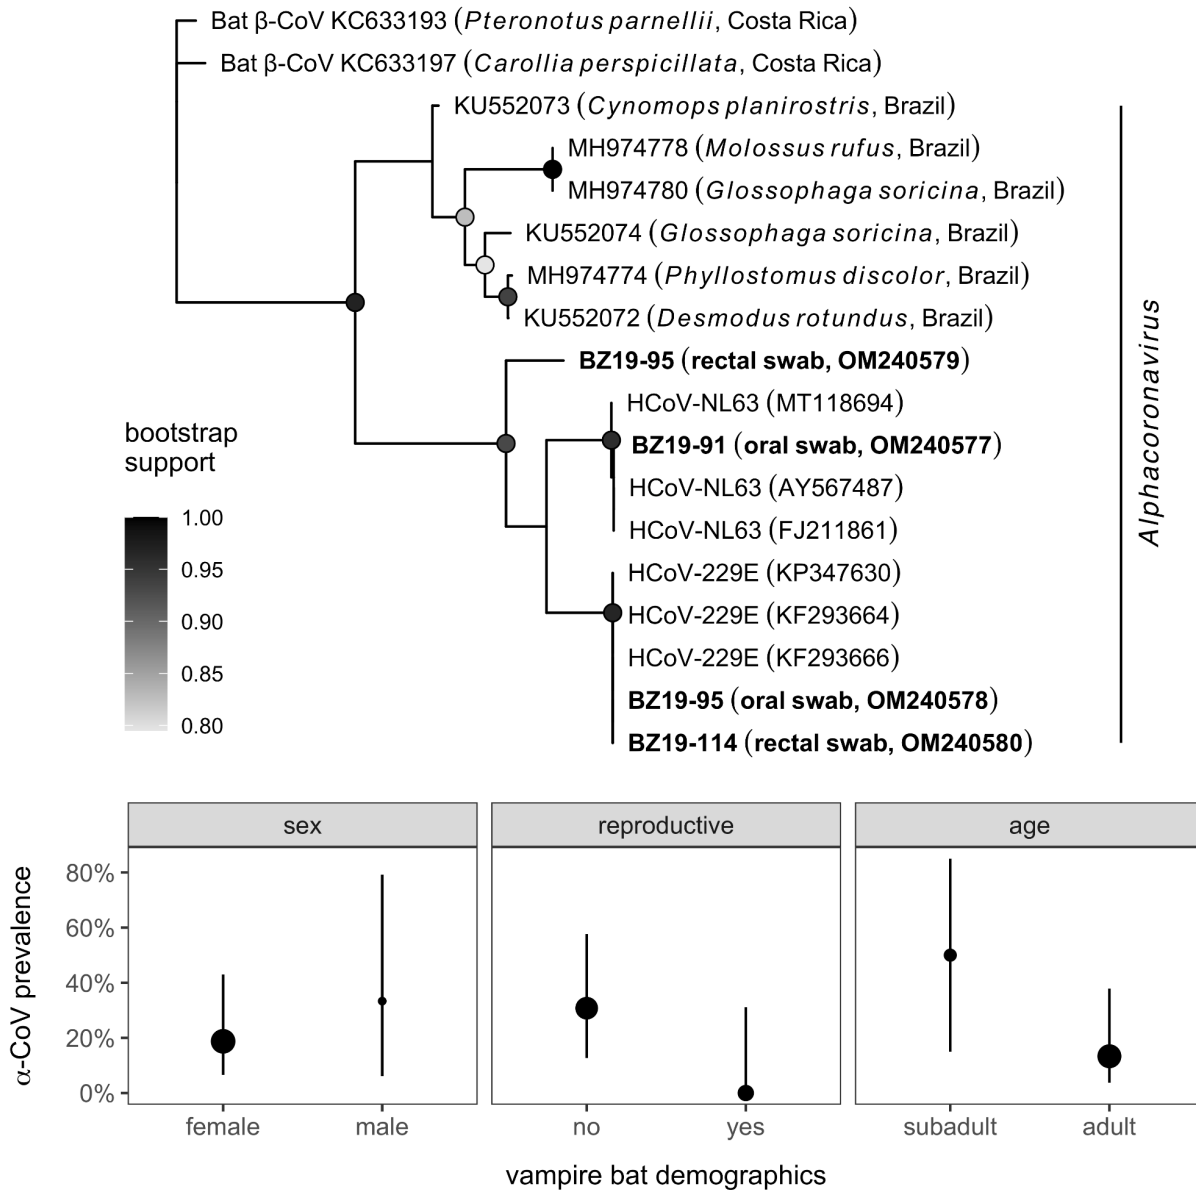 Bat β-CoV KC633193 (Pteronotus parnellii, Costa Rica)
Bat β-CoV KC633197 (Carollia perspicillata, Costa Rica)
KU552073 (Cynomops planirostris, Brazil)
MH974778 (Molossus rufus, Brazil)
MH974780 (Glossophaga soricina, Brazil)
KU552074 (Glossophaga soricina, Brazil)
MH974774 (Phyllostomus discolor, Brazil)
KU552072 (Desmodus rotundus, Brazil)
BZ19-95 (rectal swab, OM240579)
HCoV-NL63 (MT118694)
BZ19-91 (oral swab, OM240577)
HCoV-NL63 (AY567487)
HCoV-NL63 (FJ211861)
HCoV-229E (KP347630)
HCoV-229E (KF293664)
HCoV-229E (KF293666)
BZ19-95 (oral swab, OM240578)
BZ19-114 (rectal swab, OM240580)
Alphacoronavirus
bootstrap
support
1.00
0.95
0.90
0.85
0.80
sex
reproductive
age
α-CoV prevalence
80%
60%
40%
20%
0%
female
male
no
yes
subadult
adult
vampire bat demographics